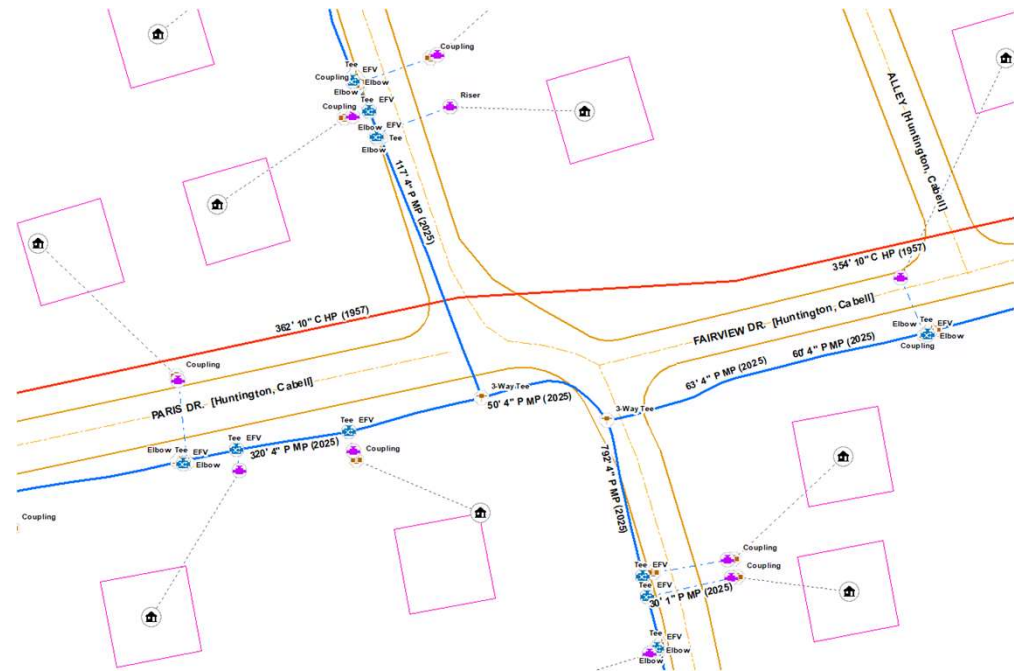 Coupling
Tee EFV
Coupling
Elbow
Elbow
Coupling
Tee EFV
Riser
Elbow EFV
Tee
Elbow
117' 4" P MP (2025)
ALLEY [Huntington, Cabell]
354' 10" C HP (1957)
362' 10" C HP (1957)
FAIRVIEW DR. [Huntington, Cabell]
Elbow Tee EFV
Elbow
Coupling
60' 4" P MP (2025)
63' 4" P MP (2025)
Coupling
PARIS DR. [Huntington, Cabell]
3-Way Tee
50' 4" P MP (2025)
3-Way Tee
Tee EFV
Tee EFV
Elbow Tee EFV
Elbow
320' 4" P MP (2025)
Coupling
792' 4" P MP (2025)
Coupling
Coupling
Tee EFV
Coupling
Tee EFV
30' 1" P MP (2025)
Tee EFV
Elbow
Elbow